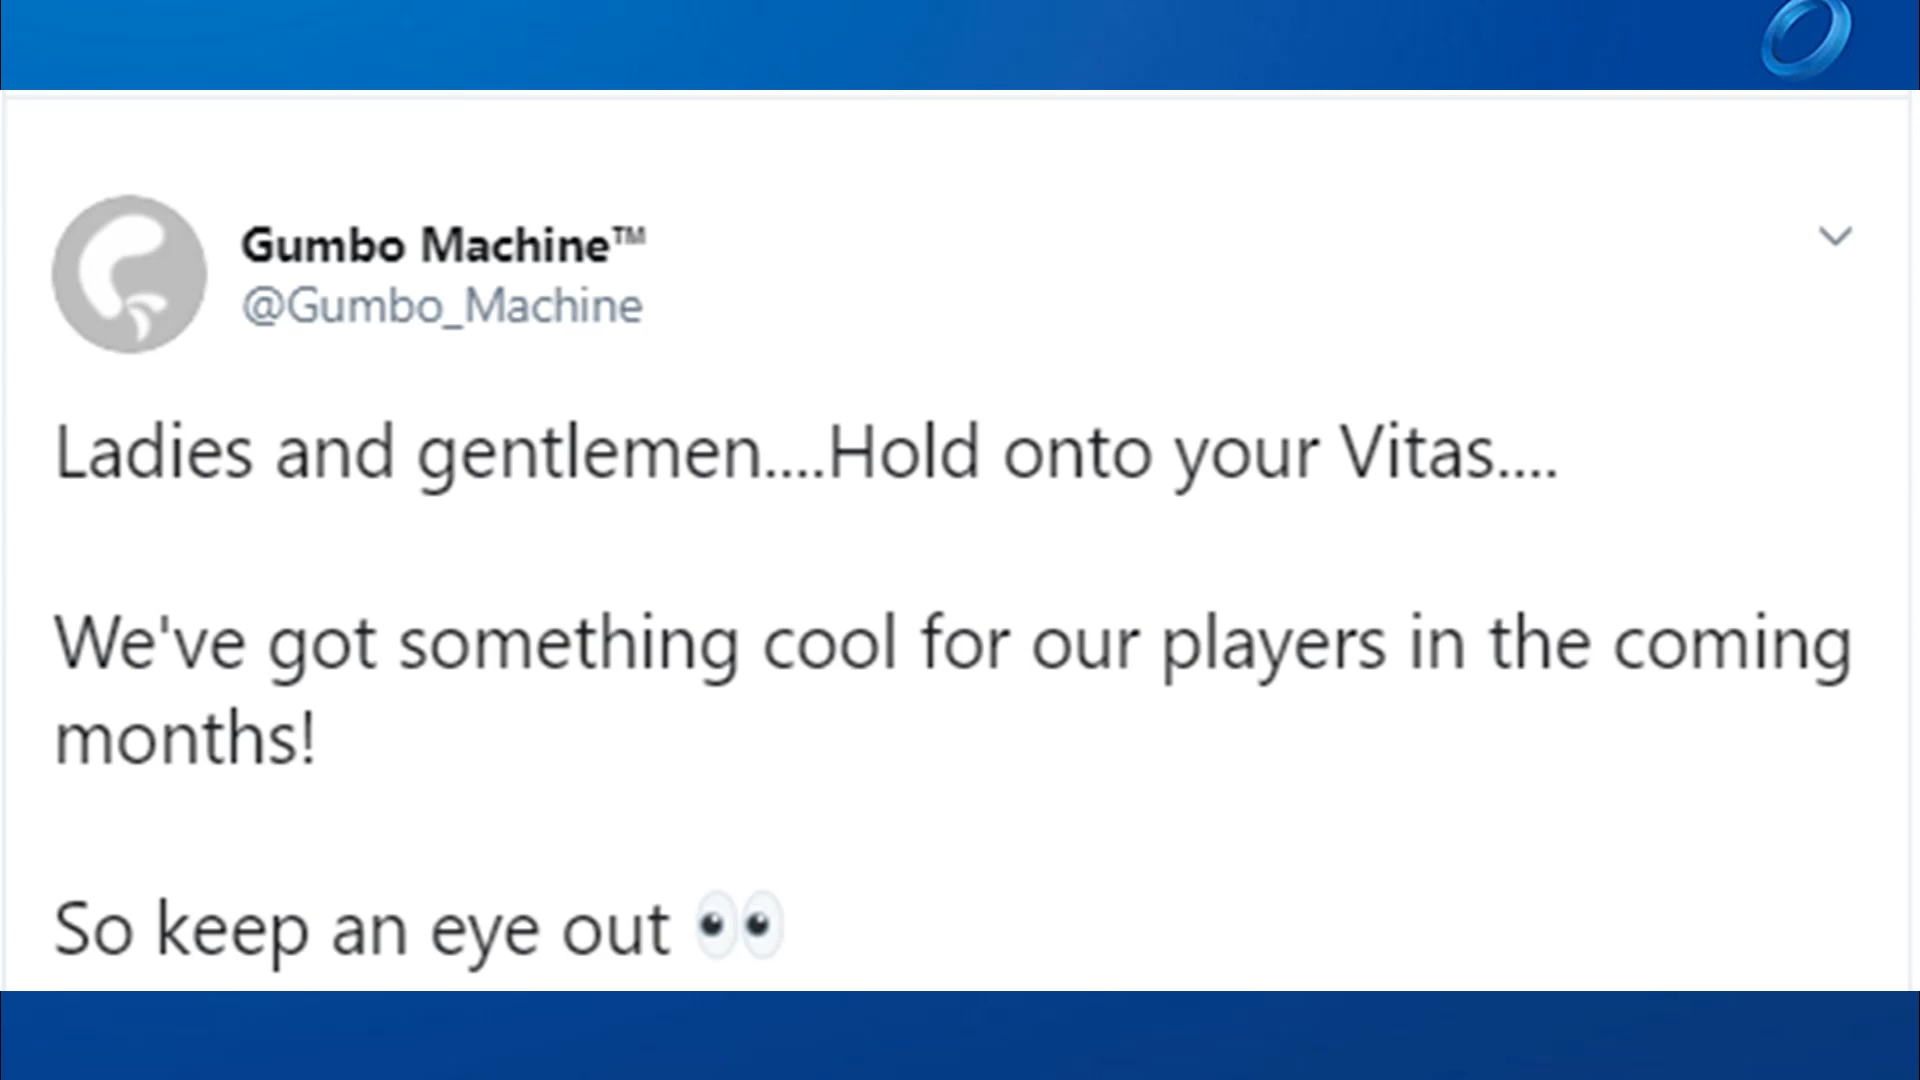 Gumbo Machine™
@Gumbo_Machine
Ladies and gentlemen....Hold onto your Vitas....
We've got something cool for our players in the coming
months!
So keep an eye out 👀